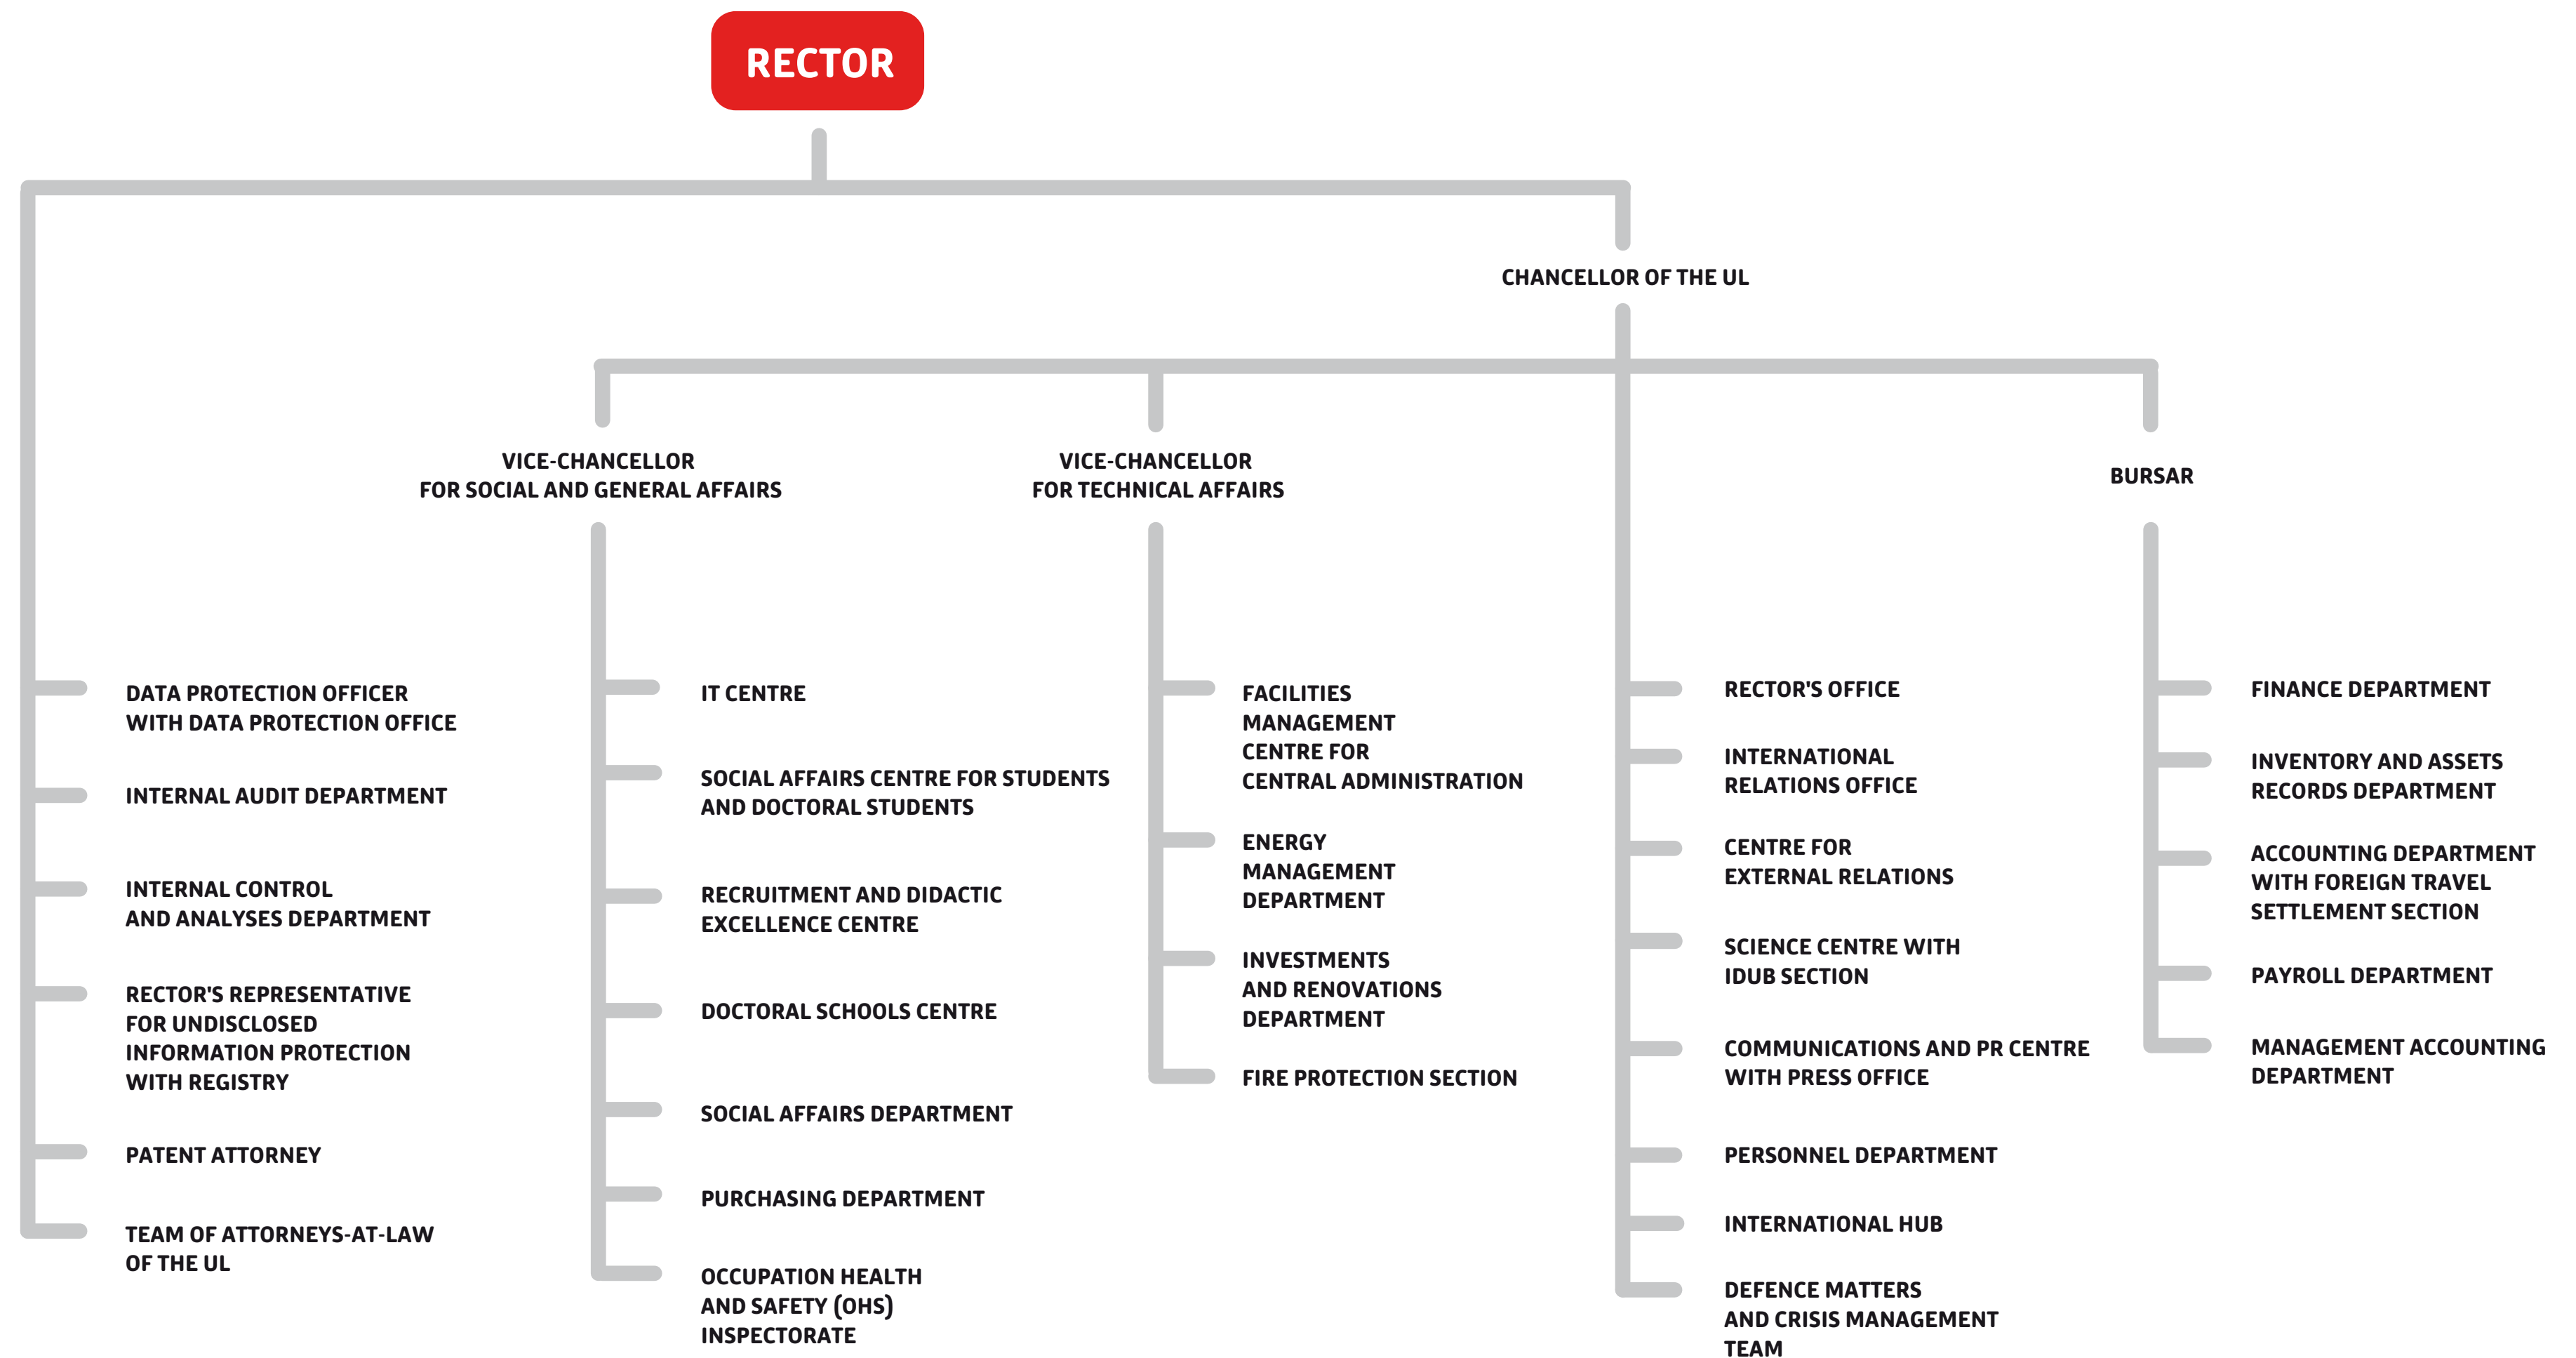 RECTOR
CHANCELLOR OF THE UL
VICE-CHANCELLOR
FOR SOCIAL AND GENERAL AFFAIRS
VICE-CHANCELLOR
FOR TECHNICAL AFFAIRS
BURSAR
DATA PROTECTION OFFICER
WITH DATA PROTECTION OFFICE
INTERNAL AUDIT DEPARTMENT
INTERNAL CONTROL
AND ANALYSES DEPARTMENT
RECTOR'S REPRESENTATIVE
FOR UNDISCLOSED
INFORMATION PROTECTION
WITH REGISTRY
PATENT ATTORNEY
TEAM OF ATTORNEYS-AT-LAW
OF THE UL
IT CENTRE
SOCIAL AFFAIRS CENTRE FOR STUDENTS
AND DOCTORAL STUDENTS
RECRUITMENT AND DIDACTIC
EXCELLENCE CENTRE
DOCTORAL SCHOOLS CENTRE
SOCIAL AFFAIRS DEPARTMENT
PURCHASING DEPARTMENT
OCCUPATION HEALTH
AND SAFETY (OHS)
INSPECTORATE
FACILITIES
MANAGEMENT
CENTRE FOR
CENTRAL ADMINISTRATION
ENERGY
MANAGEMENT
DEPARTMENT
INVESTMENTS
AND RENOVATIONS
DEPARTMENT
FIRE PROTECTION SECTION
RECTOR'S OFFICE
INTERNATIONAL
RELATIONS OFFICE
CENTRE FOR
EXTERNAL RELATIONS
SCIENCE CENTRE WITH
IDUB SECTION
COMMUNICATIONS AND PR CENTRE
WITH PRESS OFFICE
PERSONNEL DEPARTMENT
INTERNATIONAL HUB
DEFENCE MATTERS
AND CRISIS MANAGEMENT
TEAM
FINANCE DEPARTMENT
INVENTORY AND ASSETS
RECORDS DEPARTMENT
ACCOUNTING DEPARTMENT
WITH FOREIGN TRAVEL
SETTLEMENT SECTION
PAYROLL DEPARTMENT
MANAGEMENT ACCOUNTING
DEPARTMENT